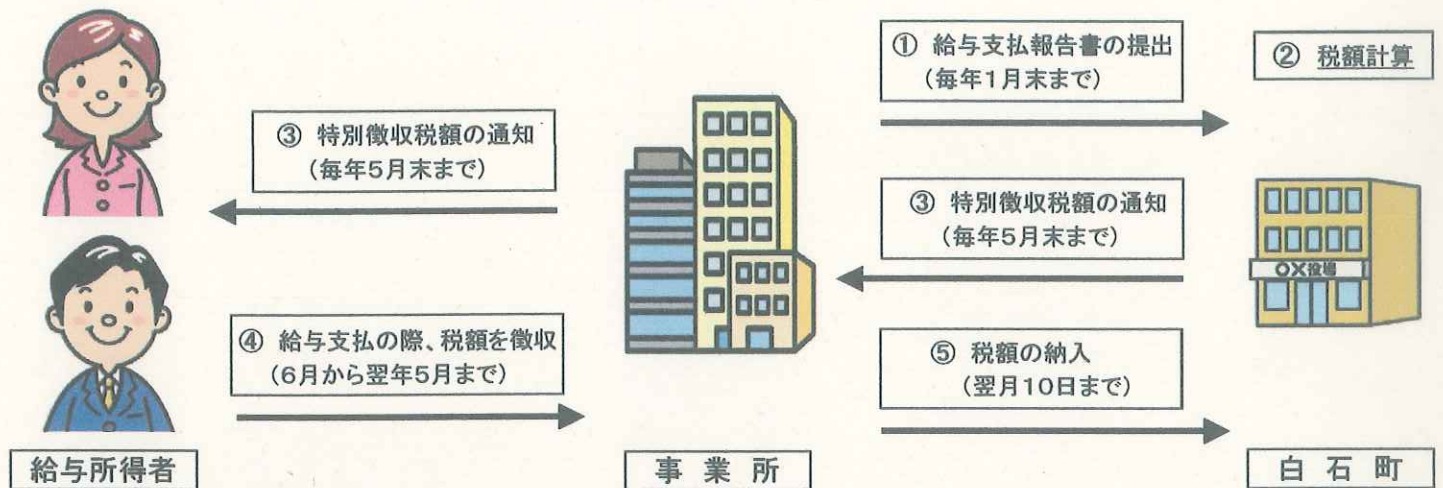 ① 給与支払報告書の提出
(毎年1月末まで)
② 税額計算
③ 特別徴収税額の通知
(毎年5月末まで)
③ 特別徴収税額の通知
(毎年5月末まで)
〇×役場
④ 給与支払の際、税額を徴収
(6月から翌年5月まで)
⑤ 税額の納入
(翌月10日まで)
給与所得者
事業所
白石町